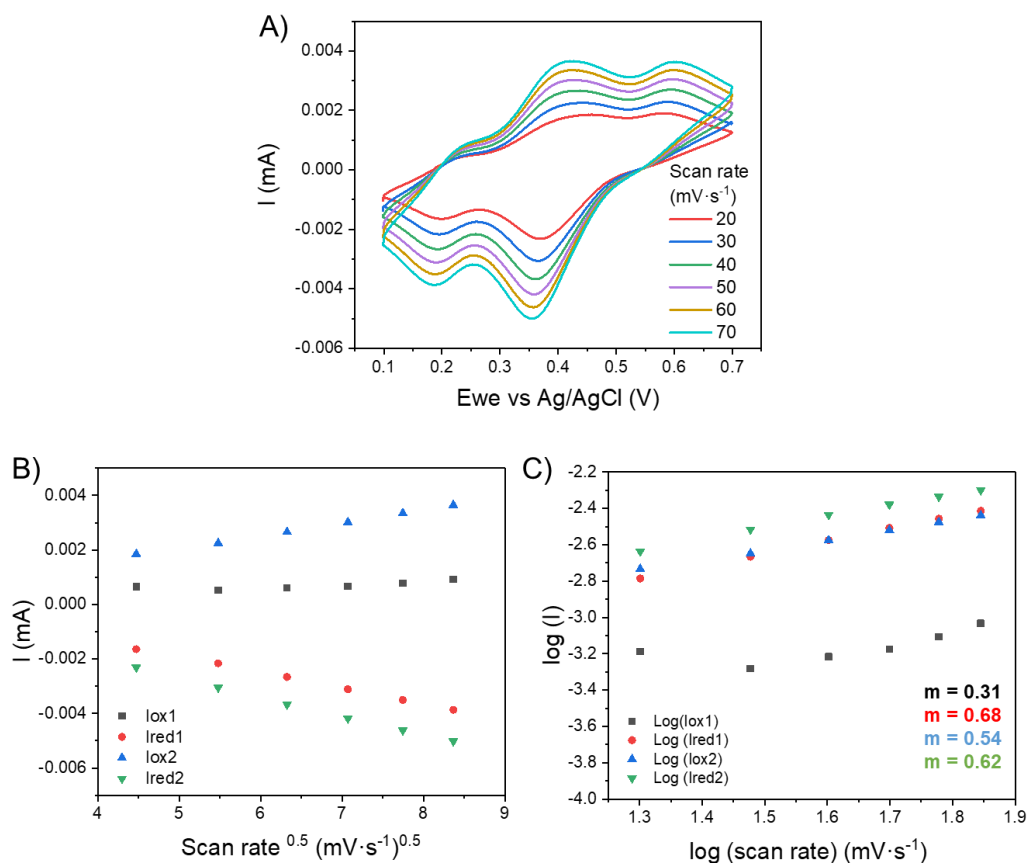 A)
0.004
0.002
0.000
-0.002
-0.004
-0.006
I (mA)
0.1 0.2 0.3 0.4 0.5 0.6 0.7
Ewe vs Ag/AgCl (V)
Scan rate
(mV·s⁻¹)
20
30
40
50
60
70
B)
0.004
0.002
0.000
-0.002
-0.004
-0.006
I (mA)
Iox1
Ired1
Iox2
Ired2
4 5 6 7 8 9
Scan rate ⁰·⁵ (mV·s⁻¹)⁰·⁵
C)
-2.2
-2.4
-2.6
-2.8
-3.0
-3.2
-3.4
-3.6
-3.8
-4.0
log (I)
Log(Iox1)
Log (Ired1)
Log (Iox2)
Log (Ired2)
m = 0.31
m = 0.68
m = 0.54
m = 0.62
1.3 1.4 1.5 1.6 1.7 1.8 1.9
log (scan rate) (mV·s⁻¹)